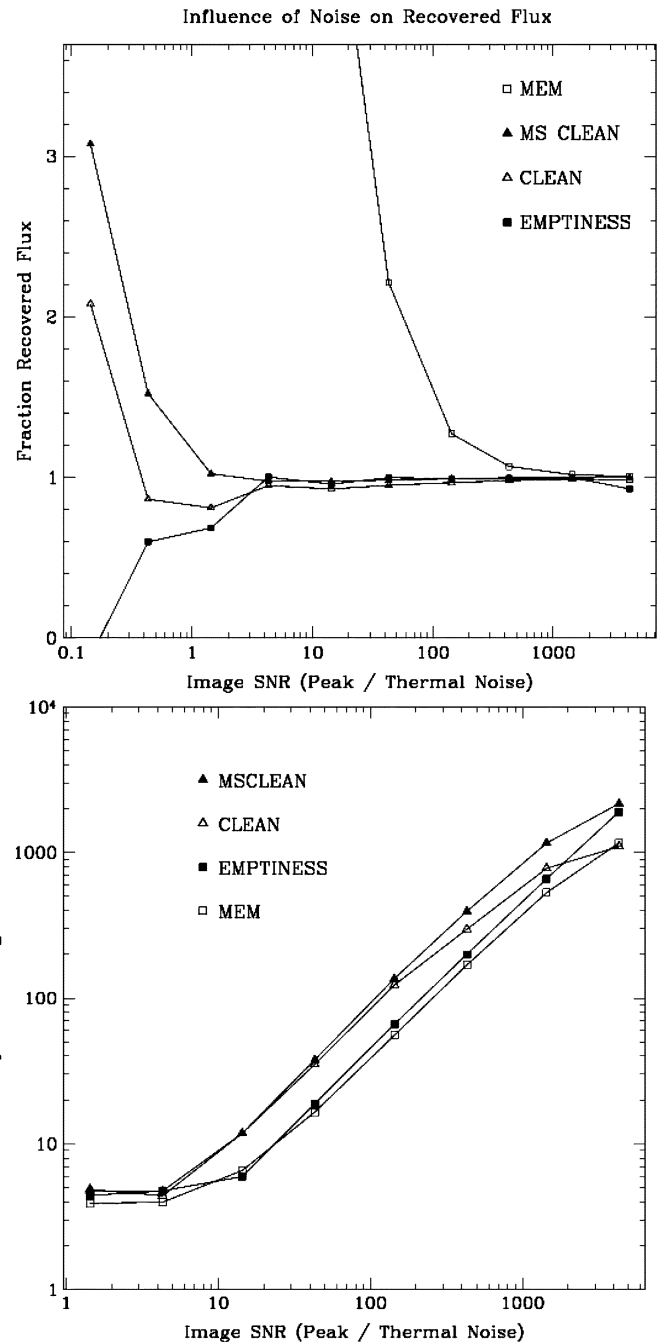 Influence of Noise on Recovered Flux
MEM
MS CLEAN
CLEAN
EMPTINESS
Fraction Recovered Flux
3
2
1
0
0.1 1 10 100 1000
Image SNR (Peak / Thermal Noise)
10⁴
1000
100
10
1
MSCLEAN
CLEAN
EMPTINESS
MEM
1 10 100 1000
Image SNR (Peak / Thermal Noise)